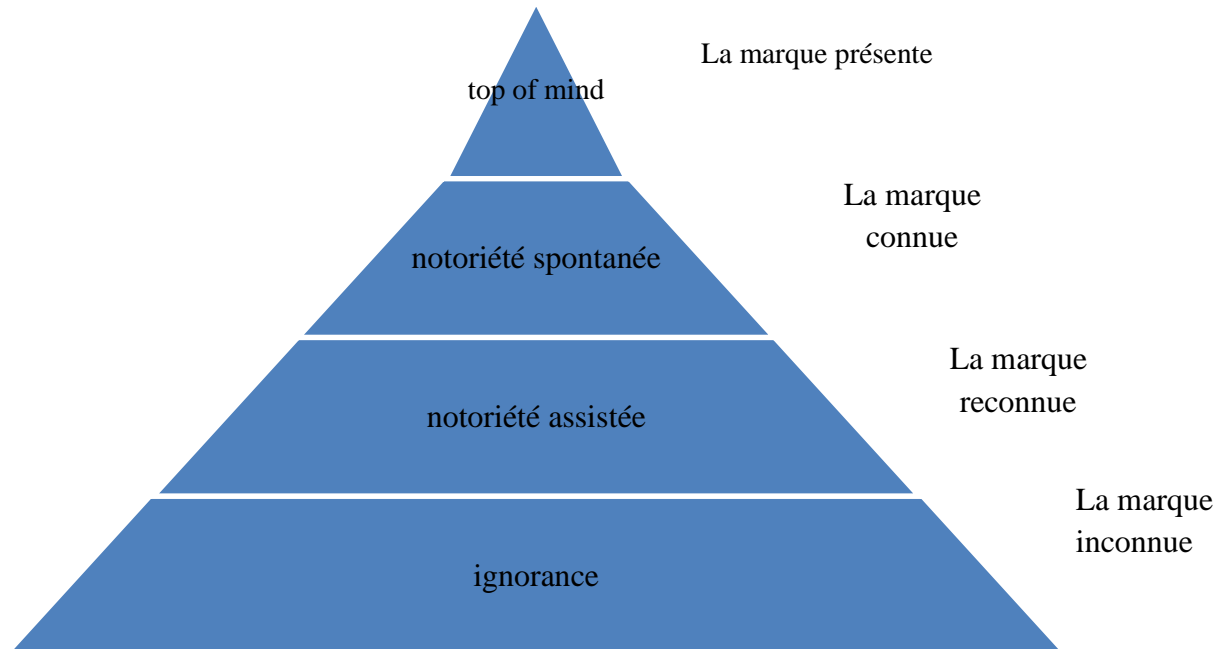 La marque présente
top of mind
La marque
connue
notoriété spontanée
La marque
reconnue
notoriété assistée
La marque
inconnue
ignorance